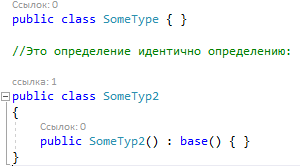 Ссылок: 0
public class SomeType { }
//Это определение идентично определению:
ссылка: 1
public class SomeTyp2
{
Ссылок: 0
public SomeTyp2() : base() { }
}